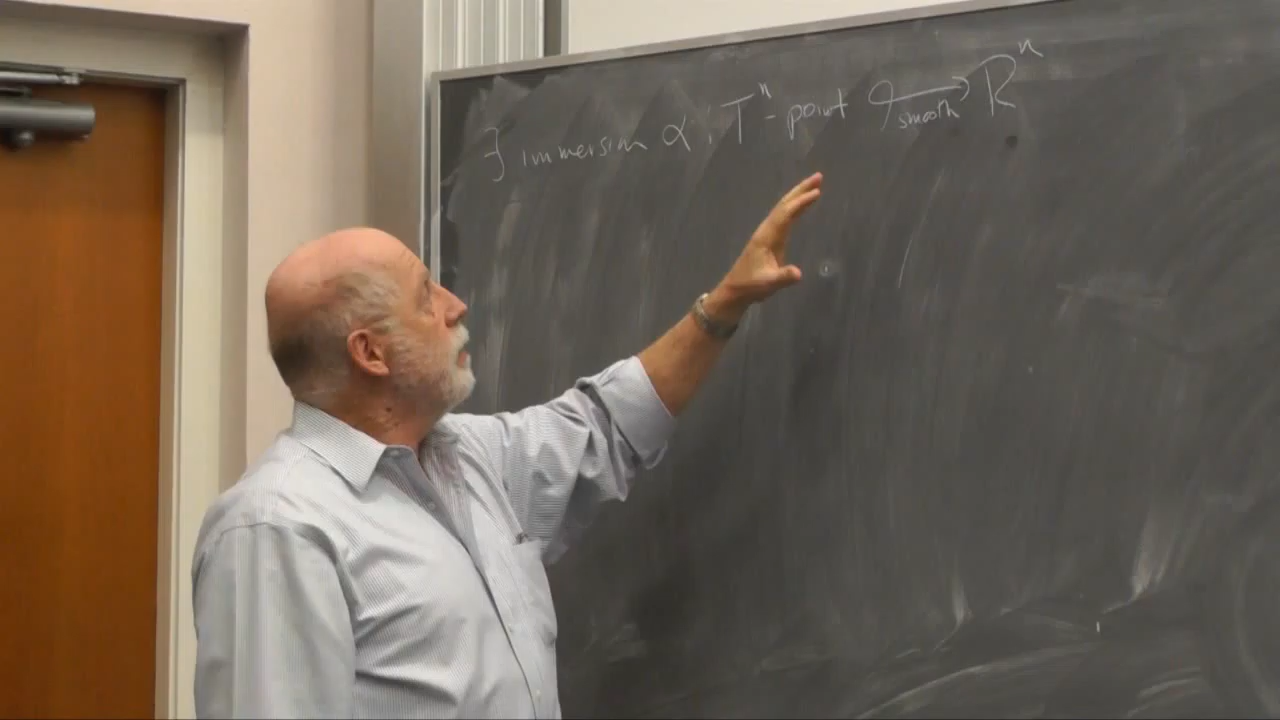 ∃ immersion α : Tⁿ - point ↬ smooth ℝⁿ